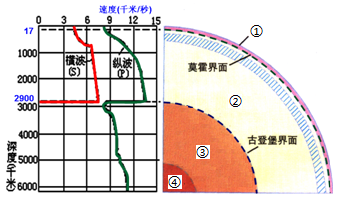 速度(千米/秒)
0 3 6 9 12 15
17
1000
2000
2900
3000
4000
5000
6000
横波
(S)
纵波
(P)
深度(千米)
①
莫霍界面
②
古登堡界面
③
④